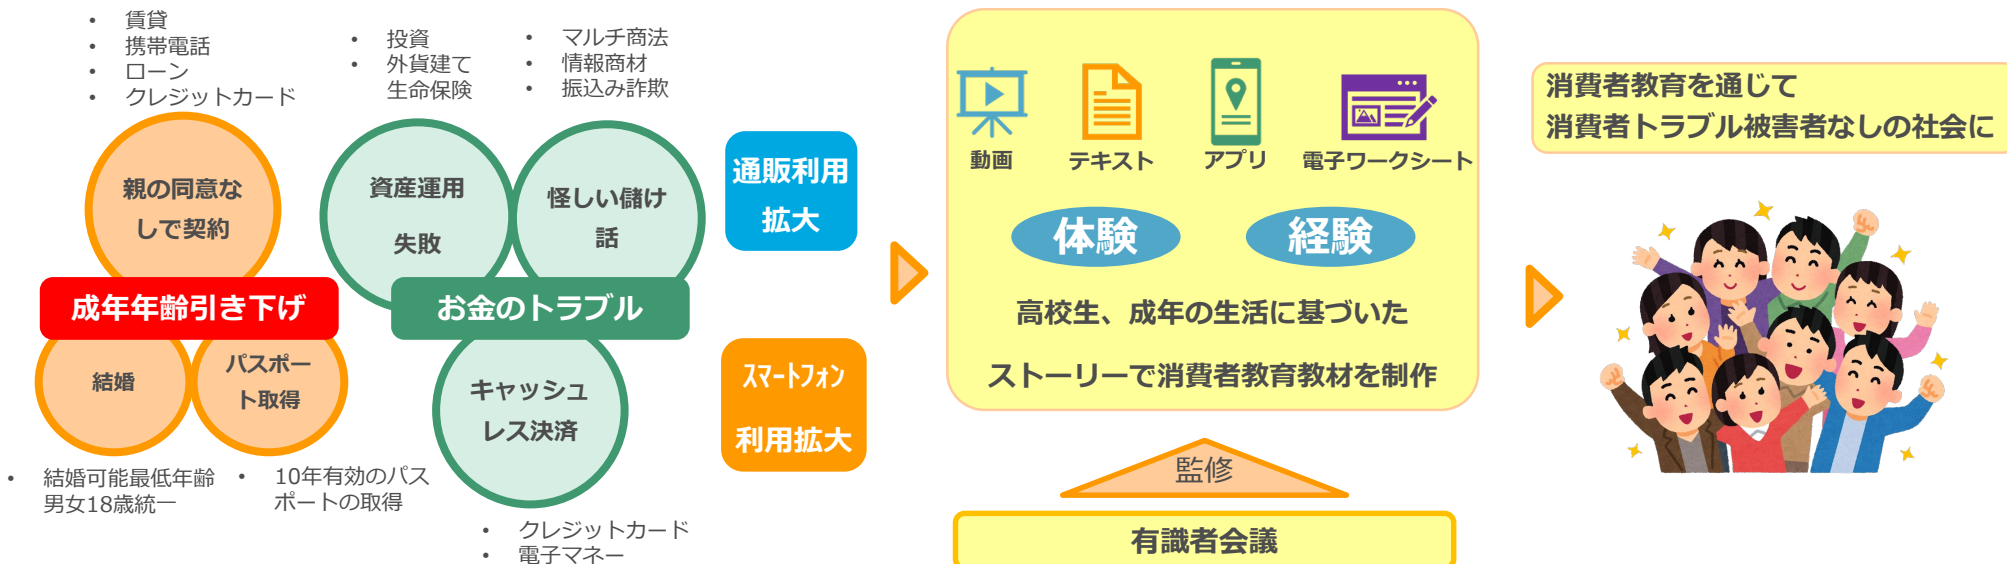 • 賃貸
• 携帯電話
• ローン
• クレジットカード
親の同意な
しで契約
成年年齢引き下げ
結婚
パスポー
ト取得
• 結婚可能最低年齢
男女18歳統一
• 10年有効のパス
ポートの取得
• 投資
• 外貨建て
生命保険
• マルチ商法
• 情報商材
• 振込み詐欺
資産運用
失敗
怪しい儲け
話
お金のトラブル
キャッシュ
レス決済
• クレジットカード
• 電子マネー
通販利用
拡大
スマートフォン
利用拡大
動画
テキスト
アプリ
電子ワークシート
体験
経験
高校生、成年の生活に基づいた
ストーリーで消費者教育教材を制作
監修
有識者会議
消費者教育を通じて
消費者トラブル被害者なしの社会に